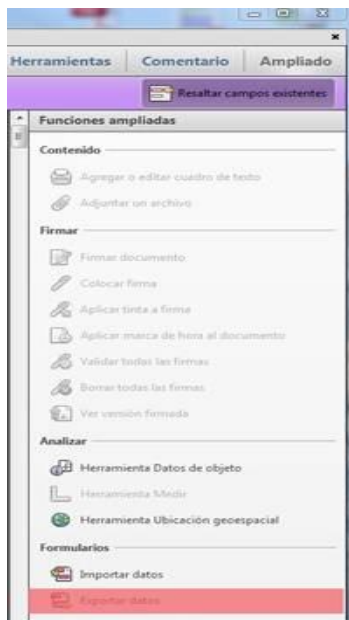 Herramientas Comentario Ampliado
Resaltar campos existentes
Funciones ampliadas
Contenido
Agregar o editar cuadro de texto
Adjuntar un archivo
Firmar
Firmar documento
Colocar firma
Aplicar tinta a firma
Aplicar marca de hora al documento
Validar todas las firmas
Borrar todas las firmas
Ver versión firmada
Analizar
Herramienta Datos de objeto
Herramienta Medir
Herramienta Ubicación geoespacial
Formularios
Importar datos
Exportar datos